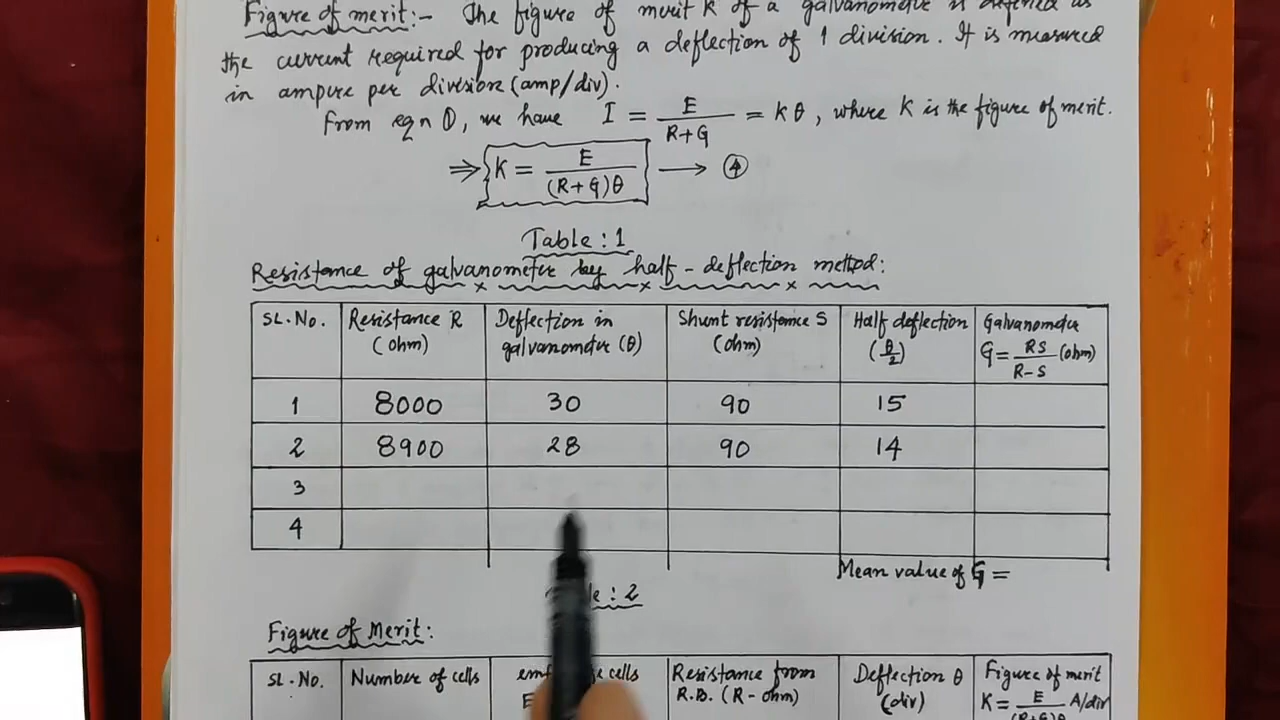 Figure of merit:- The figure of merit K of a galvanometer is defined as
the current required for producing a deflection of 1 division. It is measured
in ampere per division (amp/div).
From eqn ①, we have I = E/(R+G) = Kθ, where K is the figure of merit.
⇒ K = E/((R+G)θ) → ④
Table : 1
Resistance of galvanometer by half-deflection method:
SL.No. Resistance R (ohm) Deflection in galvanometer (θ) Shunt resistance S (ohm) Half deflection (θ/2) Galvanometer G = RS/(R-S) (ohm)
1 8000 30 90 15
2 8900 28 90 14
3
4
Mean value of G =
: 2
Figure of Merit:
SL.No. Number of cells cells E Resistance from R.B. (R-ohm) Deflection θ (div) Figure of merit K = E/((R+G)θ) A/div